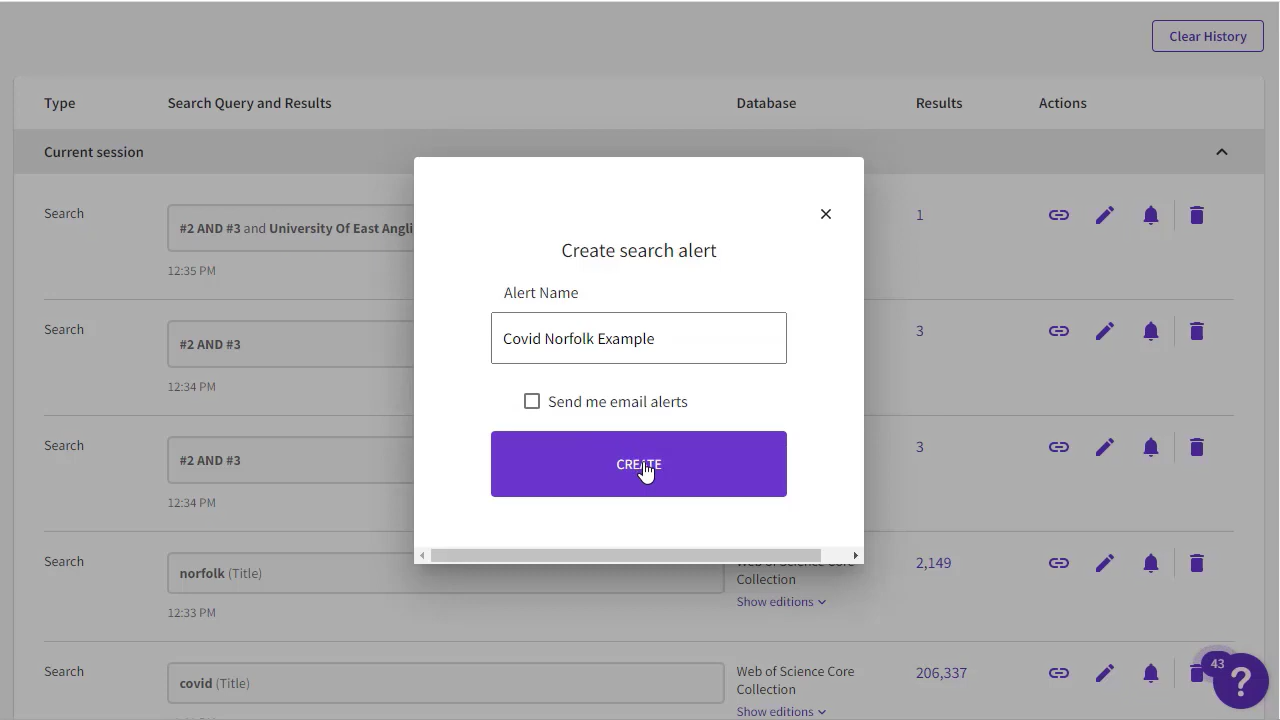 Clear History
Type Search Query and Results Database Results Actions
Current session
Search #2 AND #3 and University Of East Angli 1
12:35 PM
Search #2 AND #3 3
12:34 PM
Search #2 AND #3 3
12:34 PM
Create search alert
Alert Name
Covid Norfolk Example
Send me email alerts
CREATE
Search norfolk (Title) Web of Science Core 2,149
Collection
Show editions
12:33 PM
Search covid (Title) Web of Science Core 206,337
Collection
Show editions
43
?